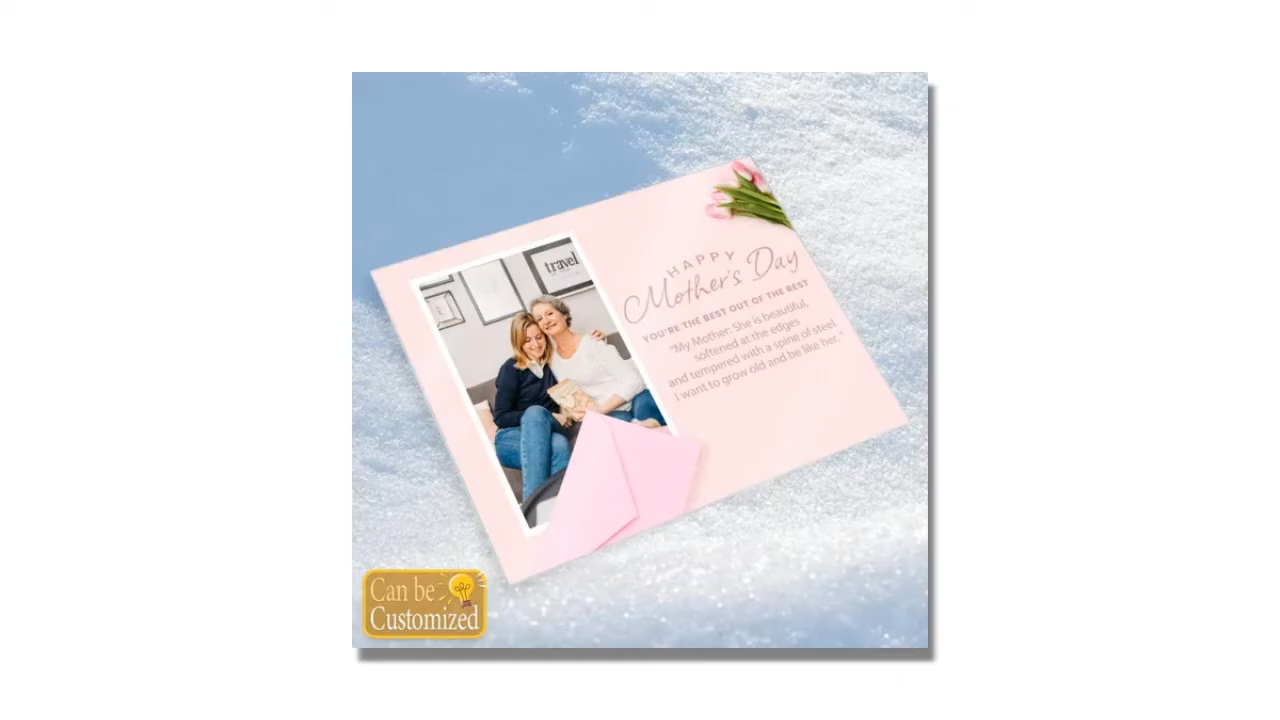 travel
HAPPY
Mother's Day
YOU'RE THE BEST OUT OF THE REST
"My Mother: She is beautiful,
softened at the edges
and tempered with a spine of steel.
I want to grow old and be like her."
Can be
Customized